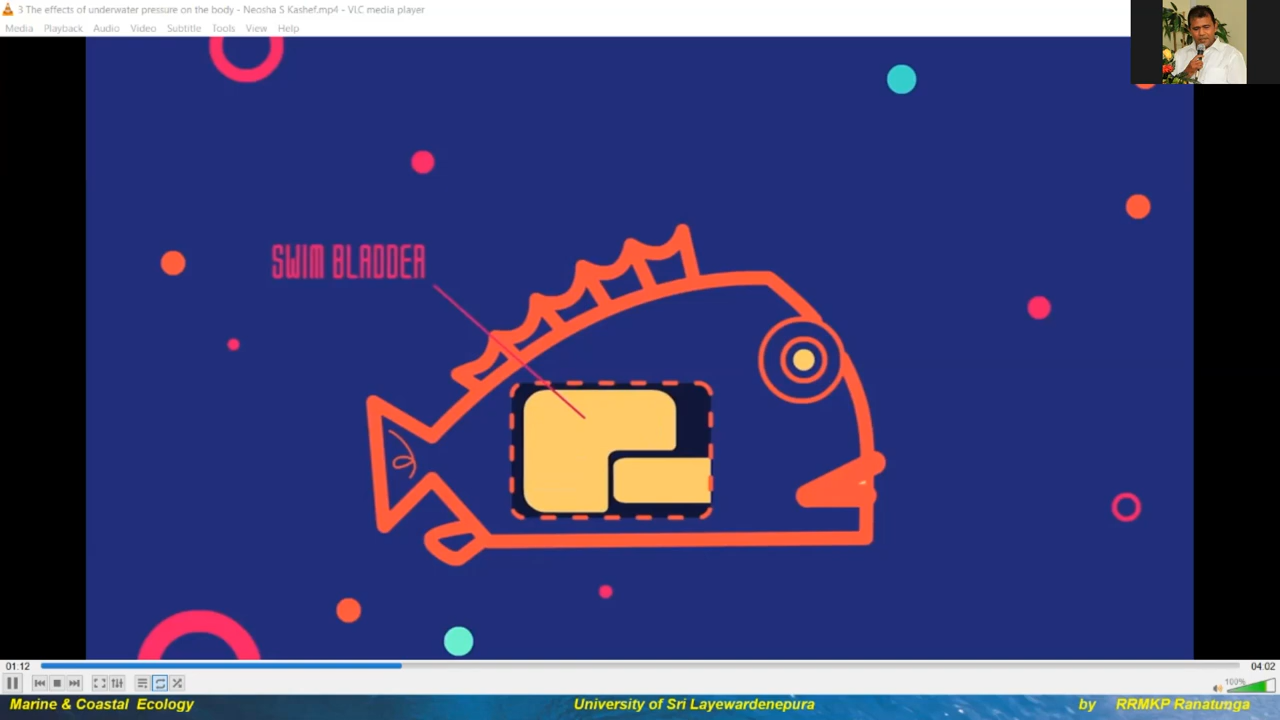 3 The effects of underwater pressure on the body - Neosha S Kashef.mp4 - VLC media player
Media Playback Audio Video Subtitle Tools View Help
SWIM BLADDER
01:12 04:02
100%
Marine & Coastal Ecology University of Sri Layewardenepura by RRMKP Ranatunga